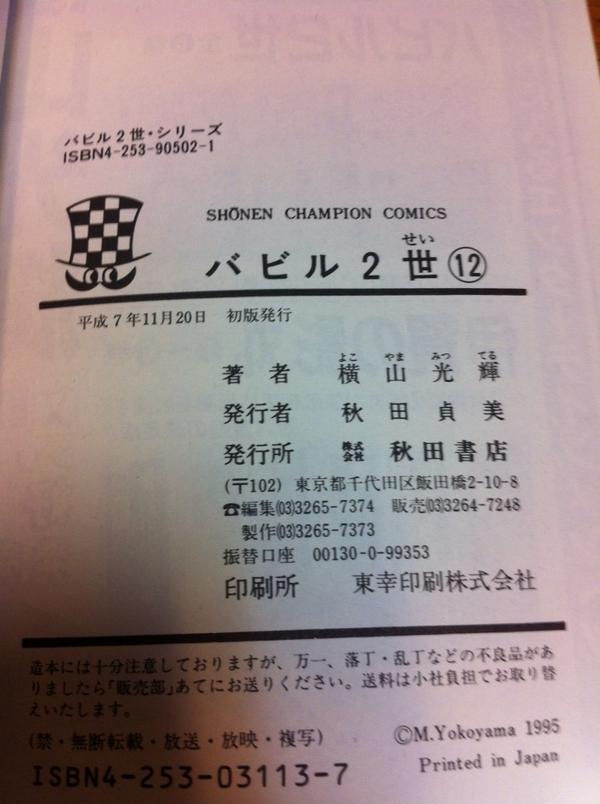 バビル2世・シリーズ
ISBN4-253-90502-1
SHŌNEN CHAMPION COMICS
せい
バビル2世⑫
平成7年11月20日 初版発行
よこ やま みつ てる
著者 横山光輝
発行者 秋田貞美
発行所 株式会社 秋田書店
(〒102) 東京都千代田区飯田橋2-10-8
☎編集(03)3265-7374 販売(03)3264-7248
製作(03)3265-7373
振替口座 00130-0-99353
印刷所 東幸印刷株式会社
造本には十分注意しておりますが、万一、落丁・乱丁などの不良品があ
りましたら「販売部」あてにお送りください。送料は小社負担でお取り替
えいたします。
(禁・無断転載・放送・放映・複写)
©M.Yokoyama 1995
ISBN4-253-03113-7
Printed in Japan